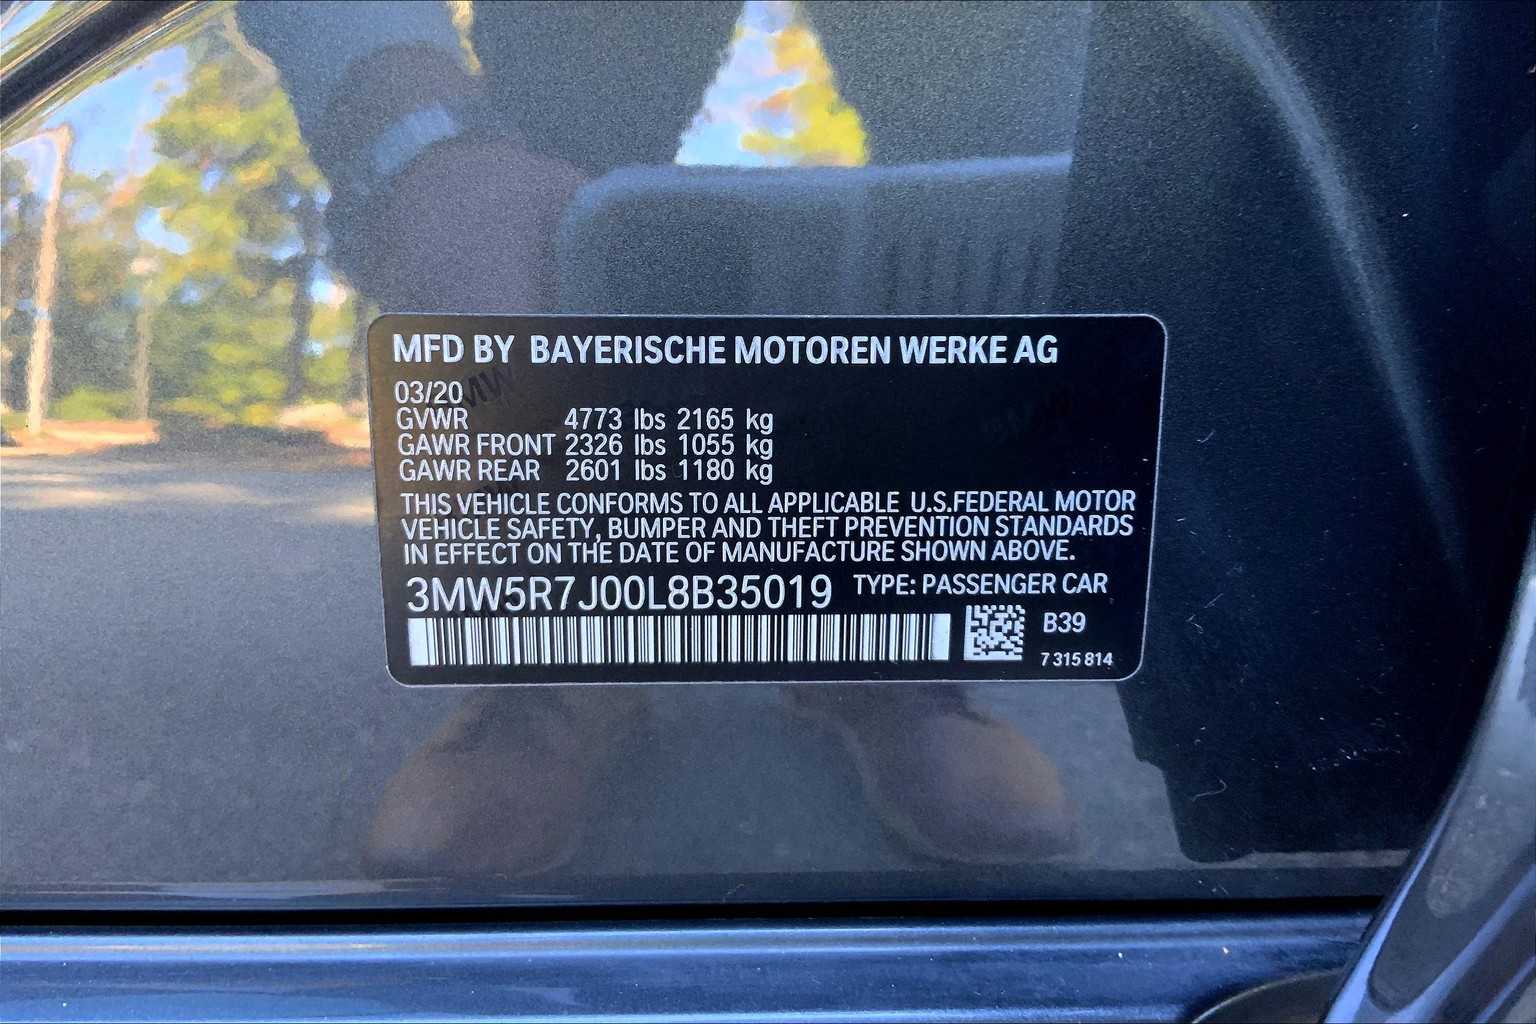 MFD BY BAYERISCHE MOTOREN WERKE AG
03/20
GVWR 4773 lbs 2165 kg
GAWR FRONT 2326 lbs 1055 kg
GAWR REAR 2601 lbs 1180 kg
THIS VEHICLE CONFORMS TO ALL APPLICABLE U.S.FEDERAL MOTOR
VEHICLE SAFETY, BUMPER AND THEFT PREVENTION STANDARDS
IN EFFECT ON THE DATE OF MANUFACTURE SHOWN ABOVE.
3MW5R7J00L8B35019 TYPE: PASSENGER CAR
B39
7 315 814